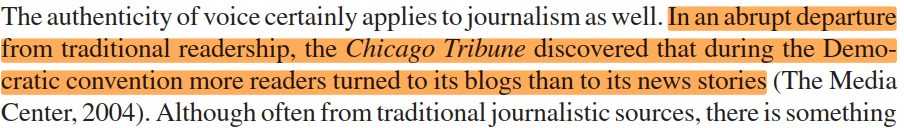 The authenticity of voice certainly applies to journalism as well. In an abrupt departure
from traditional readership, the Chicago Tribune discovered that during the Demo-
cratic convention more readers turned to its blogs than to its news stories (The Media
Center, 2004). Although often from traditional journalistic sources, there is something